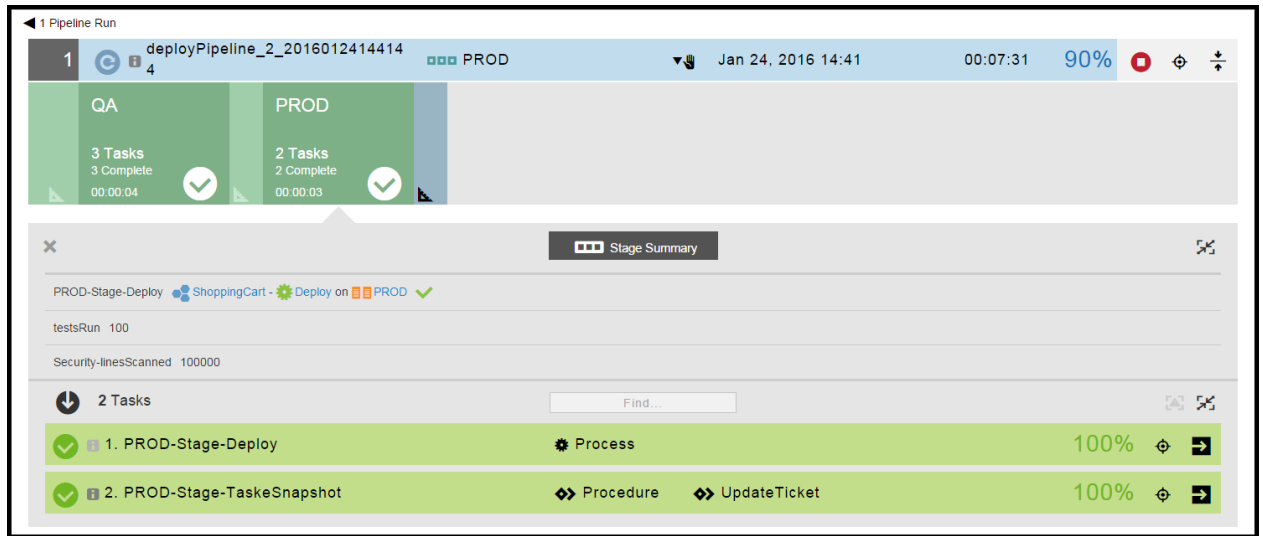 1 Pipeline Run
1 deployPipeline_2_2016012414414 PROD Jan 24, 2016 14:41 00:07:31 90%
4
QA PROD
3 Tasks 2 Tasks
3 Complete 2 Complete
00:00:04 00:00:03
Stage Summary
PROD-Stage-Deploy ShoppingCart - Deploy on PROD
testsRun 100
Security-linesScanned 100000
2 Tasks Find...
1. PROD-Stage-Deploy Process 100%
2. PROD-Stage-TaskeSnapshot Procedure UpdateTicket 100%